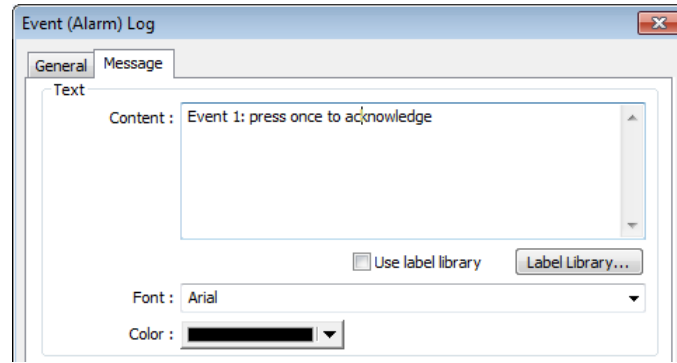 Event (Alarm) Log
General Message
Text
Content : Event 1: press once to acknowledge
Use label library Label Library...
Font : Arial
Color :